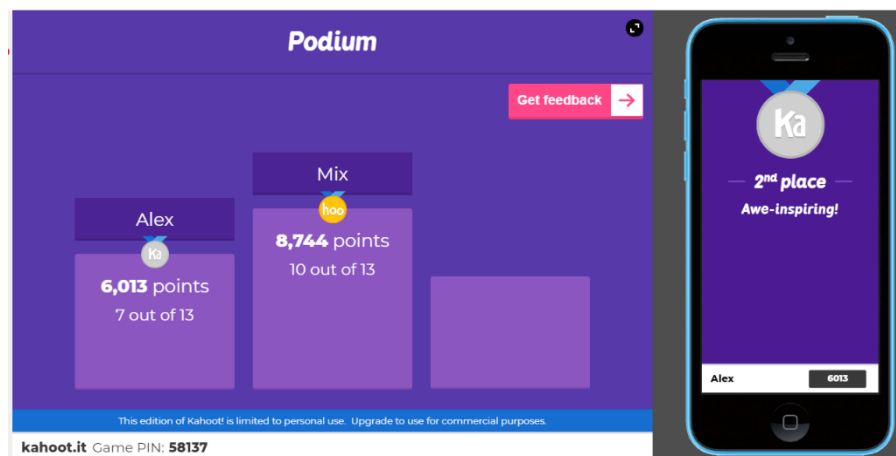 Podium
Get feedback
Mix
hoo
8,744 points
10 out of 13
Alex
Ka
6,013 points
7 out of 13
This edition of Kahoot! is limited to personal use. Upgrade to use for commercial purposes.
kahoot.it Game PIN: 58137
Ka
2nd place
Awe-inspiring!
Alex
6013